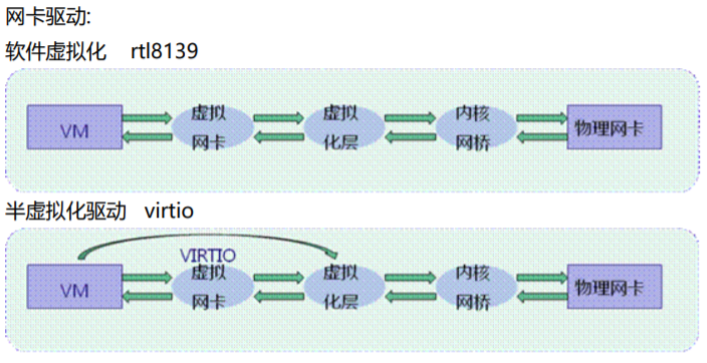 网卡驱动:
软件虚拟化 rtl8139
VM
虚拟
网卡
虚拟
化层
内核
网桥
物理网卡
半虚拟化驱动 virtio
VIRTIO
VM
虚拟
网卡
虚拟
化层
内核
网桥
物理网卡